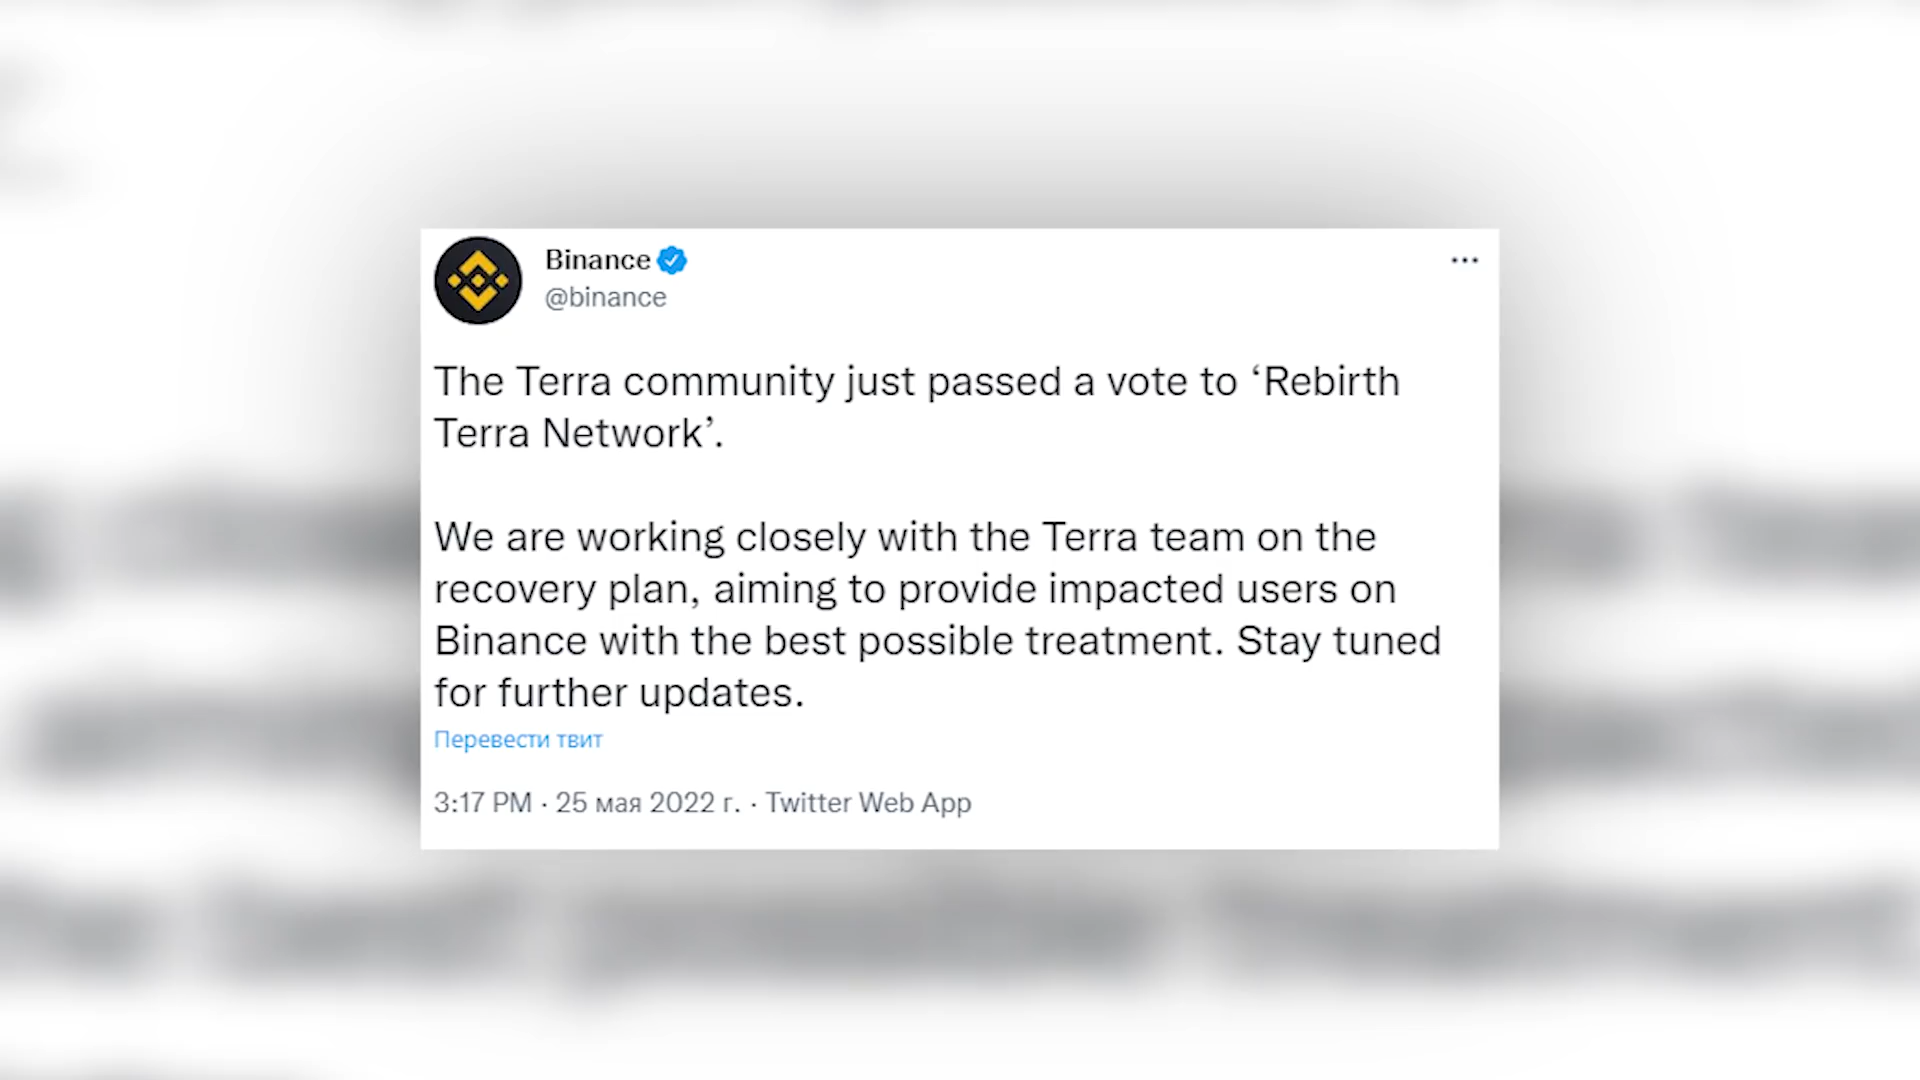 Binance
@binance
The Terra community just passed a vote to ‘Rebirth
Terra Network’.
We are working closely with the Terra team on the
recovery plan, aiming to provide impacted users on
Binance with the best possible treatment. Stay tuned
for further updates.
Перевести твит
3:17 PM · 25 мая 2022 г. · Twitter Web App